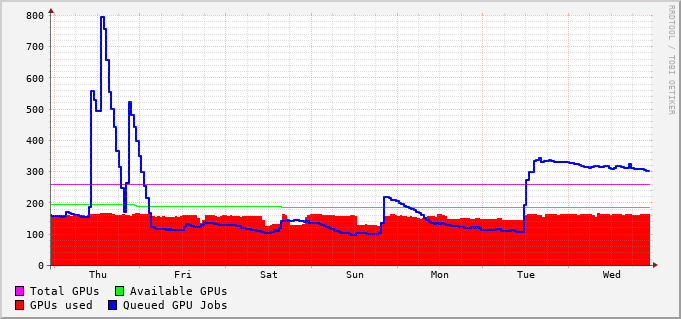 800
700
600
500
400
300
200
100
0
Thu Fri Sat Sun Mon Tue Wed
Total GPUs Available GPUs
GPUs used Queued GPU Jobs
RRDTOOL / TOBI OETIKER